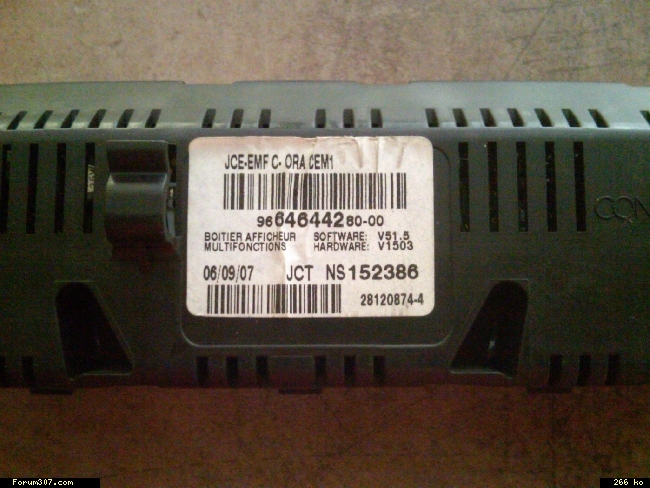 JCE-EMF C- ORA CEM1
9664644260-00
BOITIER AFFICHEUR SOFTWARE: V51.5
MULTIFONCTIONS HARDWARE: V1503
06/09/07 JCT NS152386
28120874-4
Forum307.com 266 ko